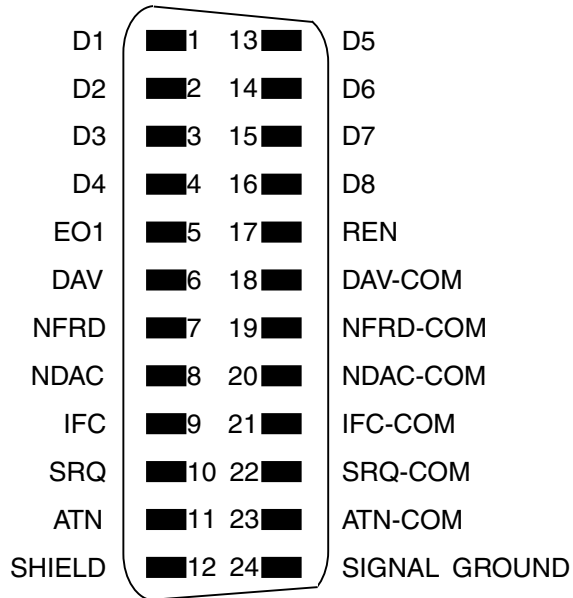 D1 1 13 D5
D2 2 14 D6
D3 3 15 D7
D4 4 16 D8
EO1 5 17 REN
DAV 6 18 DAV-COM
NFRD 7 19 NFRD-COM
NDAC 8 20 NDAC-COM
IFC 9 21 IFC-COM
SRQ 10 22 SRQ-COM
ATN 11 23 ATN-COM
SHIELD 12 24 SIGNAL GROUND